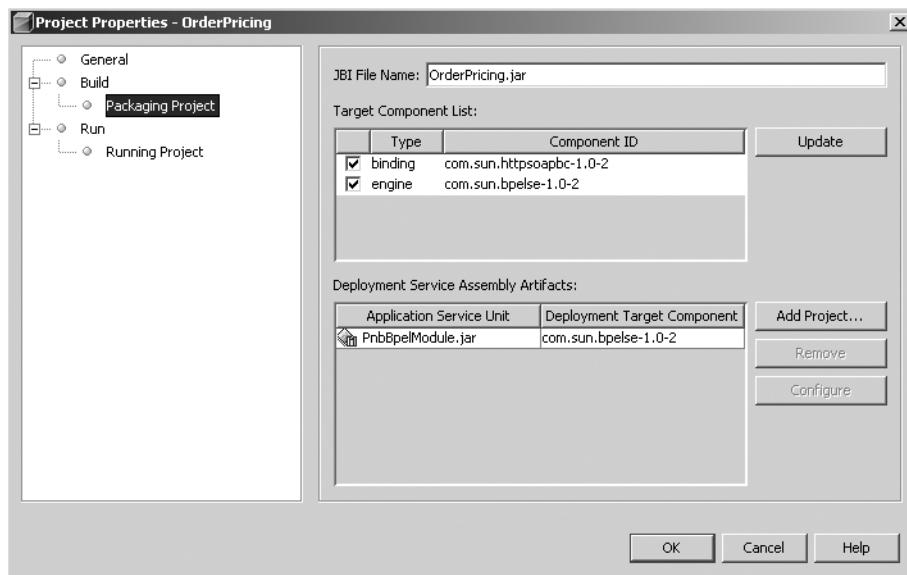 Project Properties - OrderPricing
General
Build
Packaging Project
Run
Running Project
JBI File Name: OrderPricing.jar
Target Component List:
Type Component ID
binding com.sun.httpsoapbc-1.0-2
engine com.sun.bpelse-1.0-2
Update
Deployment Service Assembly Artifacts:
Application Service Unit Deployment Target Component
PnbBpelModule.jar com.sun.bpelse-1.0-2
Add Project...
Remove
Configure
OK Cancel Help